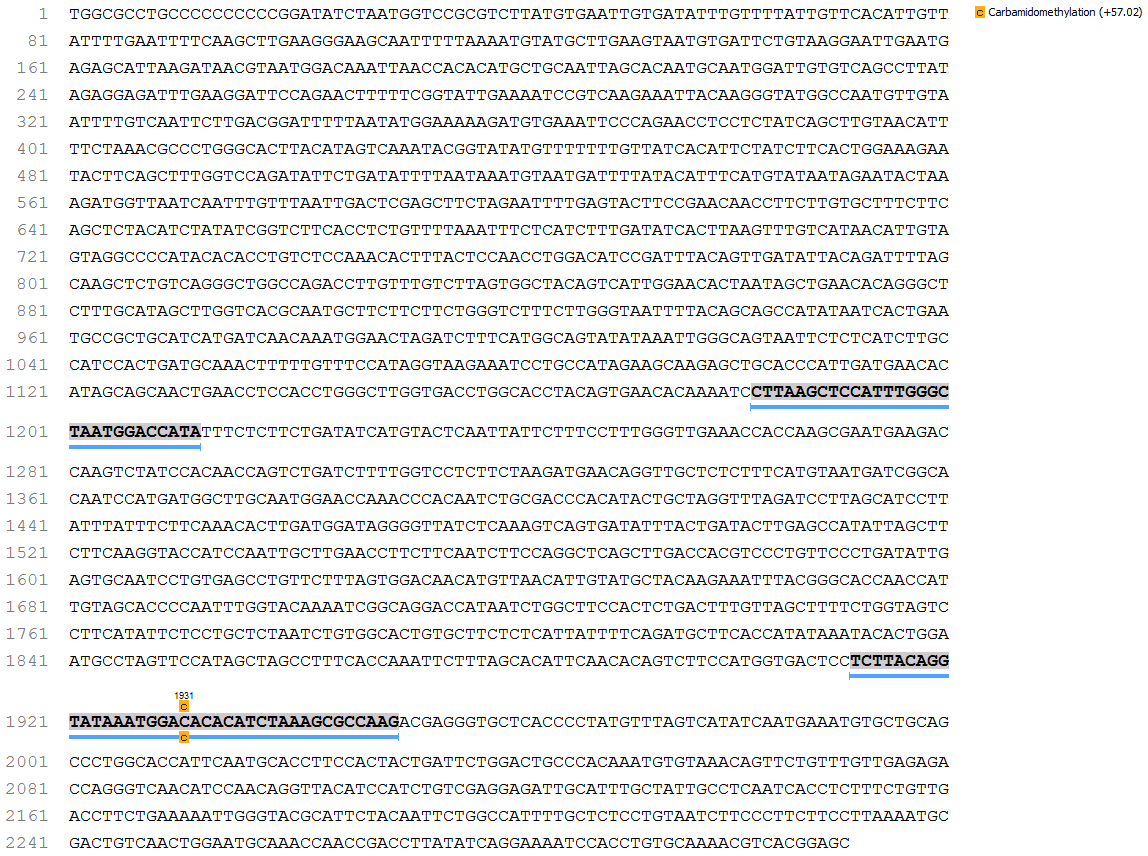 1 TGGCGCCTGCCCCCCCCCCCGGATATCTAATGGTCCGCGTCTTATGTGAATTGTGATATTTGTTTATTGTTCACATTGTT
C Carbamidomethylation (+57.02)
81 ATTTTGAATTTTCAAGCTTGAAGGGAAGCAATTTTTAAAATGTATGCTTGAAGTAATGTGATTCTGTAAGGAATTGAATG
161 AGAGCATTAAGATAACGTAATGGACAAATTAACCACACATGCTGCAATTAGCACAATGCAATGGATTGTGTCAGCCTTAT
241 AGAGGAGATTTGAAGGATTCCAGAACTTTTTCGGTATTGAAAATCCGTCAAGAAATTACAAGGGTATGGCCAATGTTGTA
321 ATTTTGTCAATTCTTGACGGATTTTTAATATGGAAAAAGATGTGAAATTCCCAGAACCTCCTCTATCAGCTTGTAACATT
401 TTCTAAACGCCCTGGGCACTTACATAGTCAAATACGGTATATGTTTTTTTGTTATCACATTCTATCTTCACTGGAAAGAA
481 TACTTCAGCTTTGGTCCAGATATTCTGATATTTTAATAAATGTAATGATTTTATACATTTCATGTATAATAGAATACTAA
561 AGATGGTTAATCAATTTGTTTAATTGACTCGAGCTTCTAGAATTTTGAGTACTTCCGAACAACCTTCTTGTGCTTTCTTC
641 AGCTCTACATCTATATCGGTCTTCACCTCTGTTTTAAATTTCTCATCTTTGATATCACTTAAGTTTGTCATAACATTGTA
721 GTAGGCCCCATACACACCTGTCTCCAAACACTTTACTCCAACCTGGACATCCGATTTACAGTTGATATTACAGATTTTAG
801 CAAGCTCTGTCAGGGCTGGCCAGACCTTGTTTGTCTTAGTGGCTACAGTCATTGGAACACTAATAGCTGAACACAGGGCT
881 CTTTGCATAGCTTGGTCACGCAATGCTTCTTCTTCTGGGTCTTTCTTGGGTAATTTTACAGCAGCCATATAATCACTGAA
961 TGCCGCTGCATCATGATCAACAAATGGAACTAGATCTTTCATGGCAGTATATAAATTGGGCAGTAATTCTCTCATCTTGC
1041 CATCCACTGATGCAAACTTTTTGTTTCCATAGGTAAGAAATCCTGCCATAGAAGCAAGAGCTGCACCCATTGATGAACAC
1121 ATAGCAGCAACTGAACCTCCACCTGGGCTTGGTGACCTGGCACCTACAGTGAACACAAAATCCTTAAGCTCCATTTGGGC
1201 TAATGGACCATATTTCTCTTCTGATATCATGTACTCAATTATTCTTTCCTTTGGGTTGAAACCACCAAGCGAATGAAGAC
1281 CAAGTCTATCCACAACCAGTCTGATCTTTTGGTCCTCTTCTAAGATGAACAGGTTGCTCTCTTTCATGTAATGATCGGCA
1361 CAATCCATGATGGCTTGCAATGGAACCAAACCCACAATCTGCGACCCACATACTGCTAGGTTTAGATCCTTAGCATCCTT
1441 ATTTATTTCTTCAAACACTTGATGGATAGGGGTTATCTCAAAGTCAGTGATATTTACTGATACTTGAGCCATATTAGCTT
1521 CTTCAAGGTACCATCCAATTGCTTGAACCTTCTTCAATCTTCCAGGCTCAGCTTGACCACGTCCCTGTTCCCTGATATTG
1601 AGTGCAATCCTGTGAGCCTGTTCTTTAGTGGACAACATGTTAACATTGTATGCTACAAGAAATTTACGGGCACCAACCAT
1681 TGTAGCACCCCAATTTGGTACAAAATCGGCAGGACCATAATCTGGCTTCCACTCTGACTTTGTTAGCTTTTCTGGTAGTC
1761 CTTCATATTCTCCTGCTCTAATCTGTGGCACTGTGCTTCTCTCATTATTTTCAGATGCTTCACCATATAAATACACTGGA
1841 ATGCCTAGTTCCATAGCTAGCCTTTCACCAAATTCTTTAGCACATTCAACACAGTCTTCCATGGTGACTCCTCTTACAGG
1931
C
1921 TATAAATGGACACACATCTAAAGCGCCAAGACGAGGGTGCTCACCCCTATGTTTAGTCATATCAATGAAATGTGCTGCAG
C
2001 CCCTGGCACCATTCAATGCACCTTCCACTACTGATTCTGGACTGCCCACAAATGTGTAAACAGTTCTGTTTGTTGAGAGA
2081 CCAGGGTCAACATCCAACAGGTTACATCCATCTGTCGAGGAGATTGCATTTGCTATTGCCTCAATCACCTCTTTCTGTTG
2161 ACCTTCTGAAAAATTGGGTACGCATTCTACAATTCTGGCCATTTTGCTCTCCTGTAATCTTCCCTTCTTCCTTAAAATGC
2241 GACTGTCAACTGGAATGCAAACCAACCGACCTTATATCAGGAAAATCCACCTGTGCAAAACGTCACGGAGC